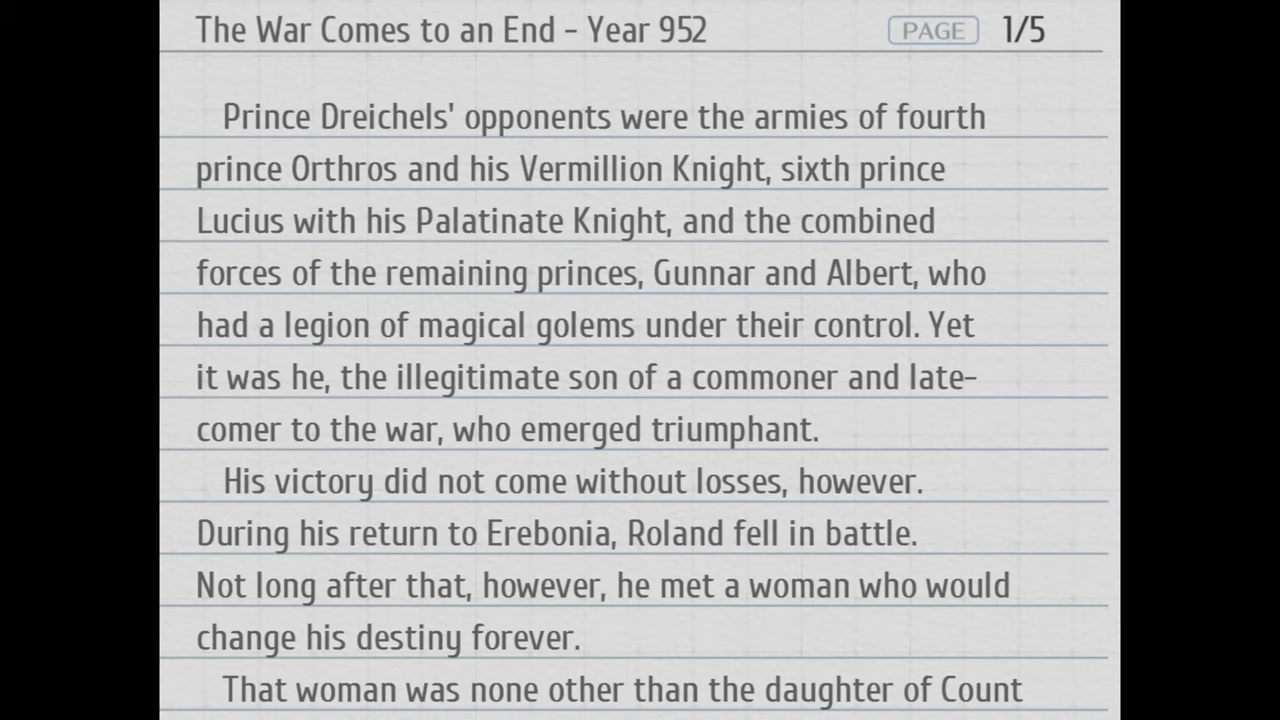 The War Comes to an End - Year 952
PAGE 1/5
Prince Dreichels' opponents were the armies of fourth
prince Orthros and his Vermillion Knight, sixth prince
Lucius with his Palatinate Knight, and the combined
forces of the remaining princes, Gunnar and Albert, who
had a legion of magical golems under their control. Yet
it was he, the illegitimate son of a commoner and late-
comer to the war, who emerged triumphant.
His victory did not come without losses, however.
During his return to Erebonia, Roland fell in battle.
Not long after that, however, he met a woman who would
change his destiny forever.
That woman was none other than the daughter of Count